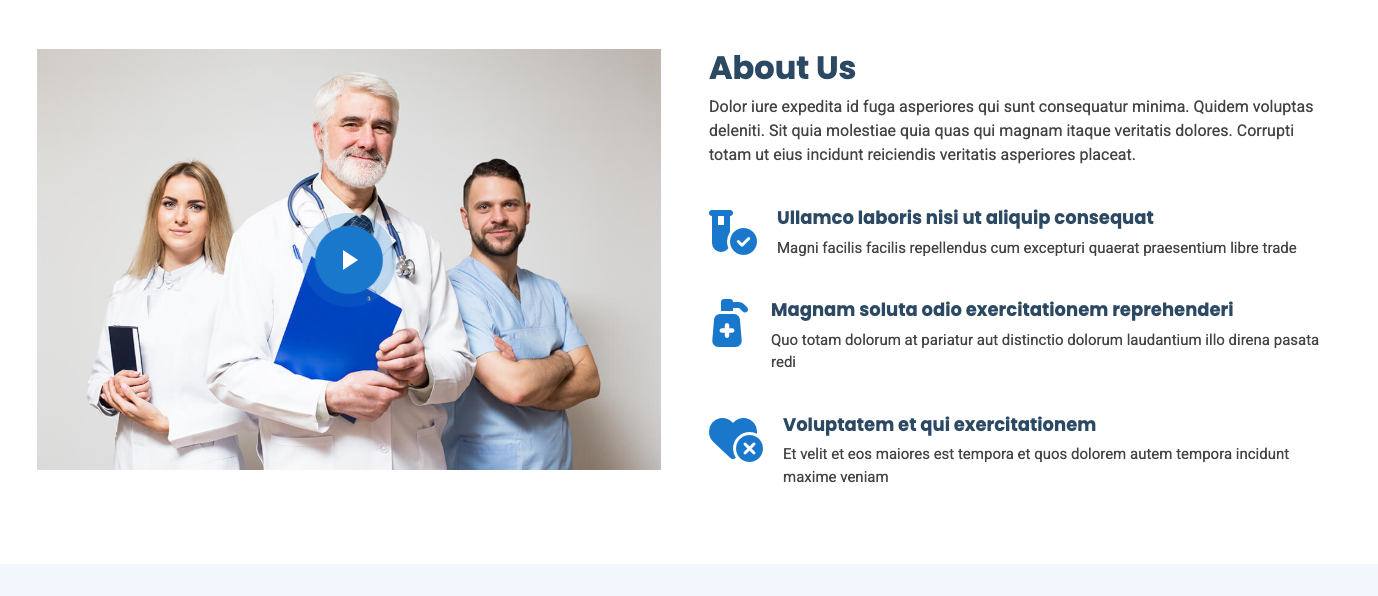 About Us
Dolor iure expedita id fuga asperiores qui sunt consequatur minima. Quidem voluptas
deleniti. Sit quia molestiae quia quas qui magnam itaque veritatis dolores. Corrupti
totam ut eius incidunt reiciendis veritatis asperiores placeat.
Ullamco laboris nisi ut aliquip consequat
Magni facilis facilis repellendus cum excepturi quaerat praesentium libre trade
Magnam soluta odio exercitationem reprehenderi
Quo totam dolorum at pariatur aut distinctio dolorum laudantium illo direna pasata
redi
Voluptatem et qui exercitationem
Et velit et eos maiores est tempora et quos dolorem autem tempora incidunt
maxime veniam